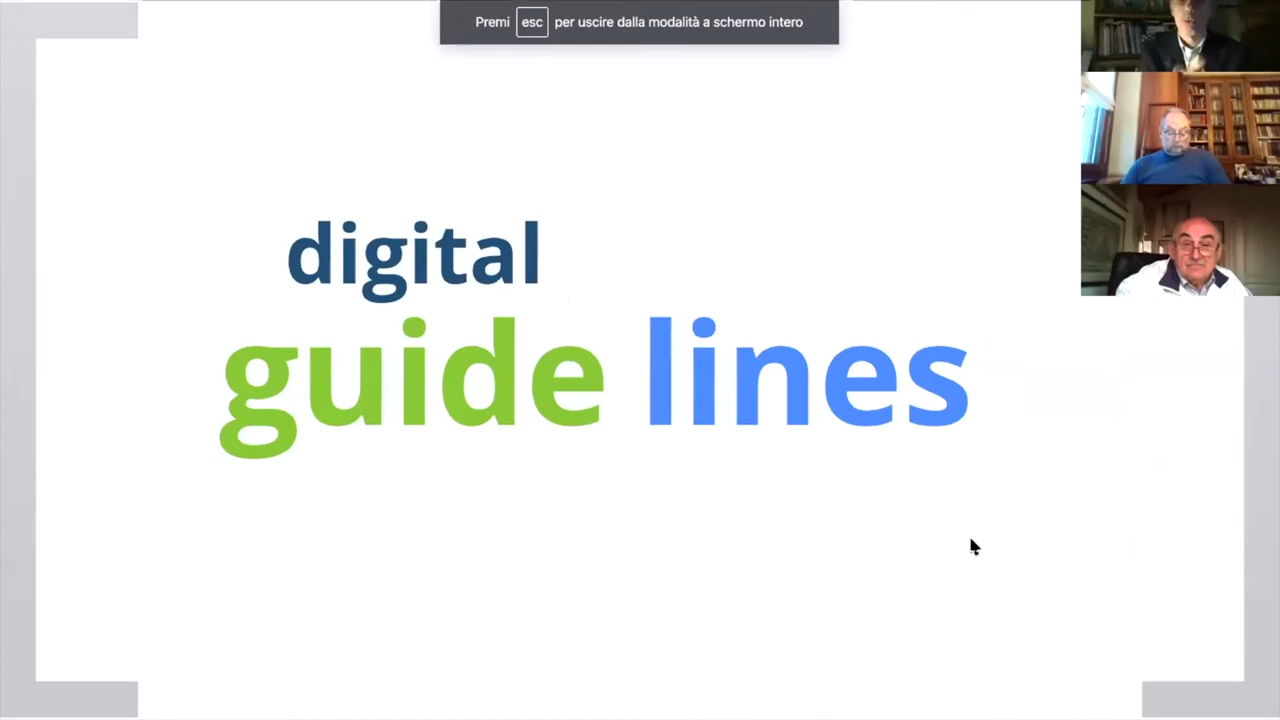 Premi esc per uscire dalla modalità a schermo intero
digital
guide lines